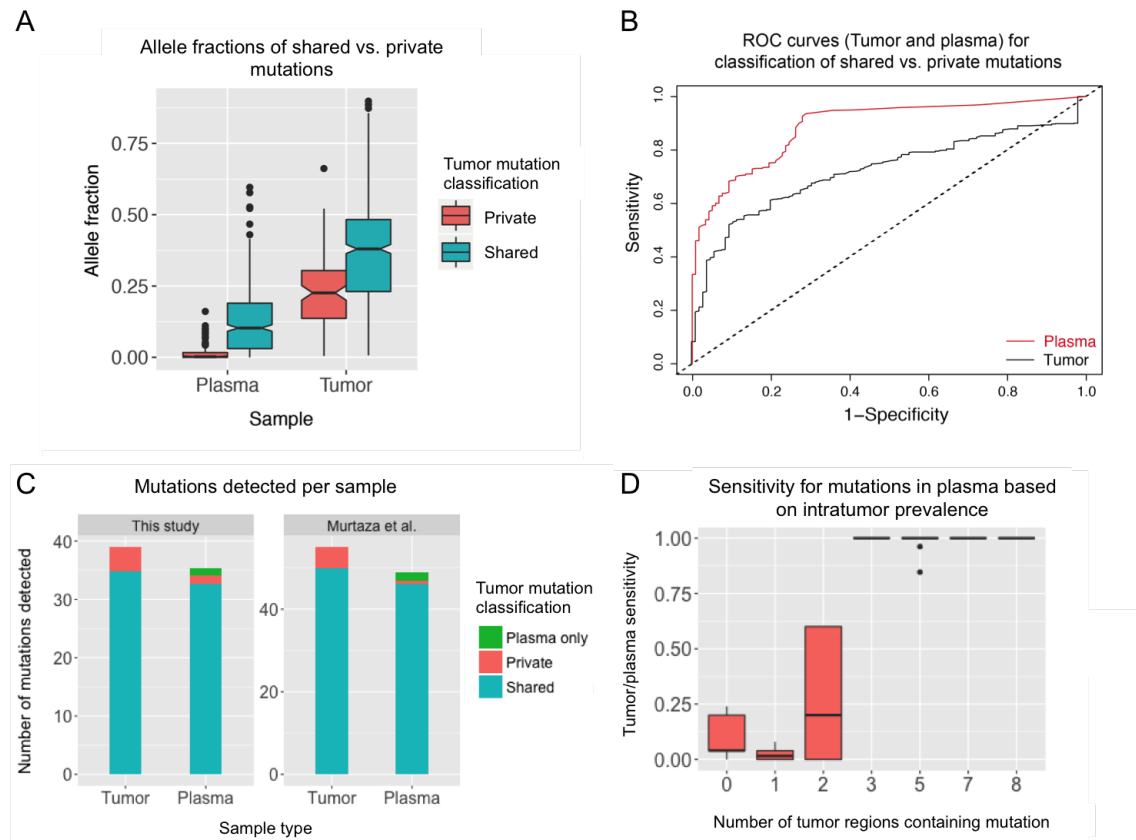 A
Allele fractions of shared vs. private
mutations
Allele fraction
0.75
0.50
0.25
0.00
Plasma
Tumor
Sample
Tumor mutation
classification
Private
Shared
B
ROC curves (Tumor and plasma) for
classification of shared vs. private mutations
Sensitivity
1.0
0.8
0.6
0.4
0.2
0.0
Plasma
Tumor
0.0
0.2
0.4
0.6
0.8
1.0
1−Specificity
C
Mutations detected per sample
This study
Murtaza et al.
Number of mutations detected
40
30
20
10
0
40
20
0
Tumor
Plasma
Tumor
Plasma
Sample type
Tumor mutation
classification
Plasma only
Private
Shared
D
Sensitivity for mutations in plasma based
on intratumor prevalence
Tumor/plasma sensitivity
1.00
0.75
0.50
0.25
0.00
0
1
2
3
5
7
8
Number of tumor regions containing mutation